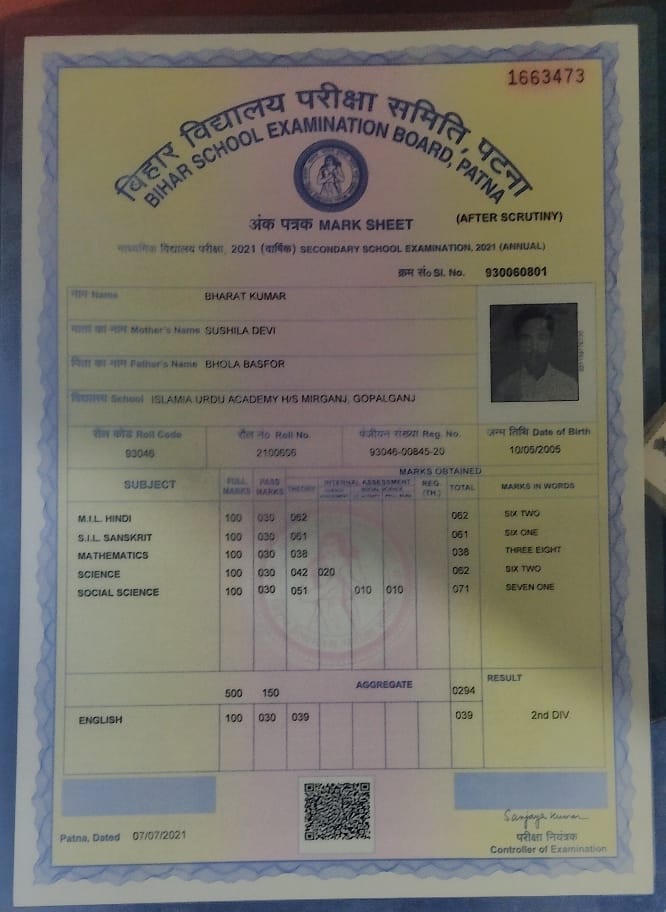 1663473
बिहार विद्यालय परीक्षा समिति, पटना
BIHAR SCHOOL EXAMINATION BOARD, PATNA
अंक पत्रक MARK SHEET (AFTER SCRUTINY)
माध्यमिक विद्यालय परीक्षा, 2021 (वार्षिक) SECONDARY SCHOOL EXAMINATION, 2021 (ANNUAL)
क्रम सं० Sl. No. 930060801
नाम Name BHARAT KUMAR
माता का नाम Mother's Name SUSHILA DEVI
पिता का नाम Father's Name BHOLA BASFOR
विद्यालय School ISLAMIA URDU ACADEMY H/S MIRGANJ, GOPALGANJ
रौल कोड Roll Code रौल नं० Roll No. पंजीयन संख्या Reg. No. जन्म तिथि Date of Birth
93046 2100606 93046-00845-20 10/05/2005
SUBJECT FULL MARKS PASS MARKS MARKS OBTAINED MARKS IN WORDS
THEORY INTERNAL ASSESSMENT REG. (TH.) TOTAL
SOCIAL SCIENCE
M.I.L. HINDI 100 030 062 062 SIX TWO
S.I.L. SANSKRIT 100 030 061 061 SIX ONE
MATHEMATICS 100 030 038 038 THREE EIGHT
SCIENCE 100 030 042 020 062 SIX TWO
SOCIAL SCIENCE 100 030 051 010 010 071 SEVEN ONE
500 150 AGGREGATE 0294 RESULT
ENGLISH 100 030 039 039 2nd DIV.
Patna, Dated 07/07/2021
Sanjay Kumar
परीक्षा नियंत्रक
Controller of Examination